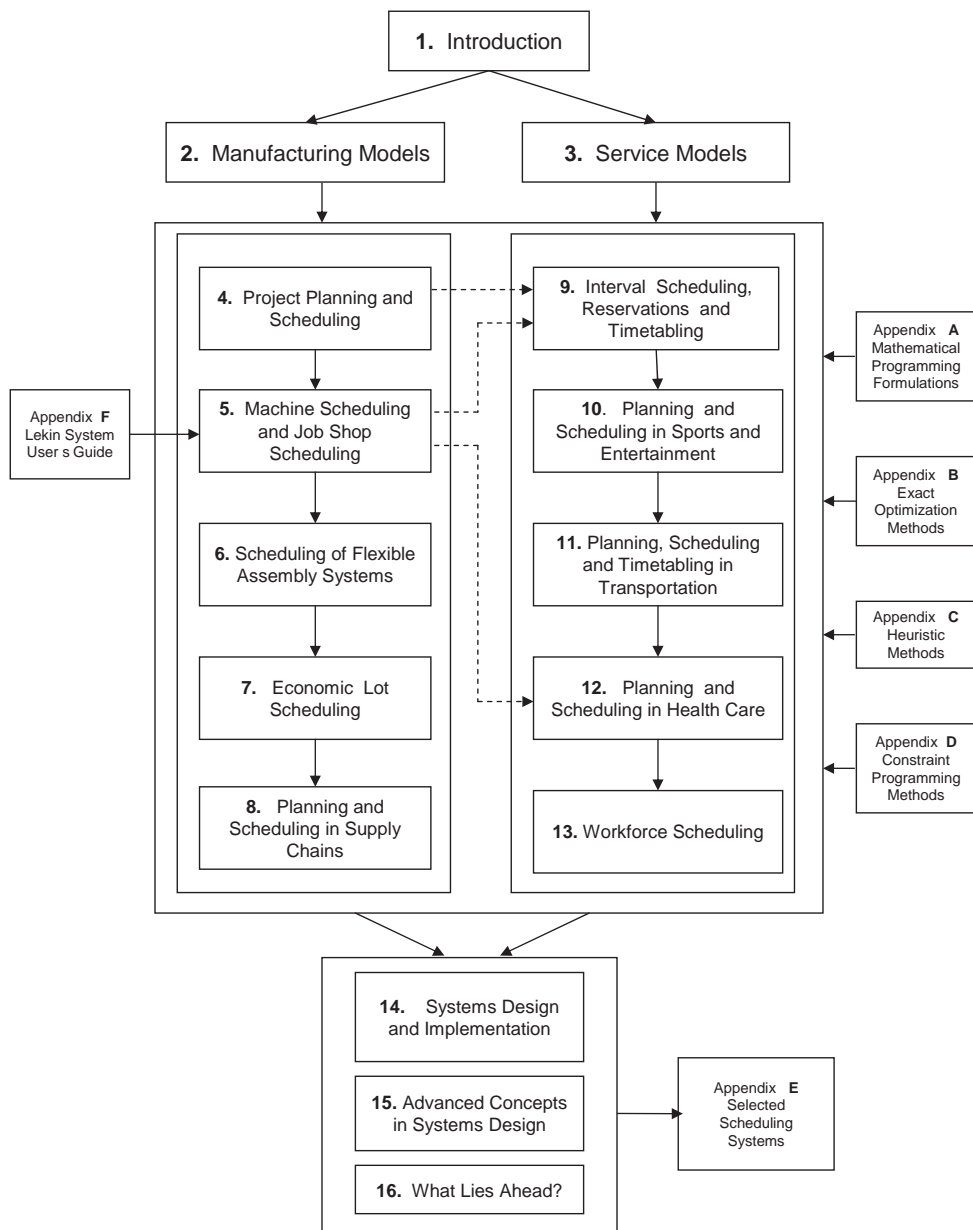 1. Introduction
2. Manufacturing Models
3. Service Models
4. Project Planning and
Scheduling
5. Machine Scheduling
and Job Shop
Scheduling
6. Scheduling of Flexible
Assembly Systems
7. Economic Lot
Scheduling
8. Planning and
Scheduling in Supply
Chains
9. Interval Scheduling,
Reservations and
Timetabling
10. Planning and
Scheduling in Sports and
Entertainment
11. Planning, Scheduling
and Timetabling in
Transportation
12. Planning and
Scheduling in Health Care
13. Workforce Scheduling
Appendix F
Lekin System
User s Guide
Appendix A
Mathematical
Programming
Formulations
Appendix B
Exact
Optimization
Methods
Appendix C
Heuristic
Methods
Appendix D
Constraint
Programming
Methods
14. Systems Design
and Implementation
15. Advanced Concepts
in Systems Design
16. What Lies Ahead?
Appendix E
Selected
Scheduling
Systems